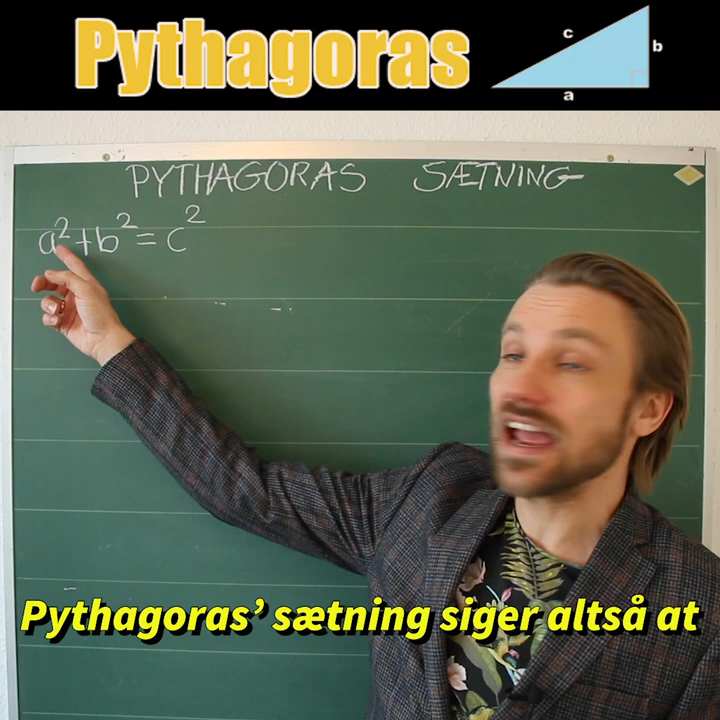 Pythagoras
c
b
a
PYTHAGORAS SÆTNING
a²+b²=c²
Pythagoras’ sætning siger altså at